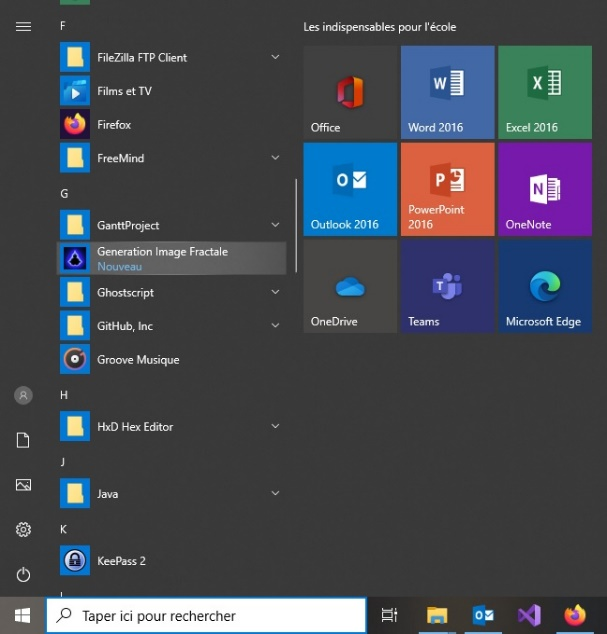 F
FileZilla FTP Client
Films et TV
Firefox
FreeMind
G
GanttProject
Generation Image Fractale
Nouveau
Ghostscript
GitHub, Inc
Groove Musique
H
HxD Hex Editor
J
Java
K
KeePass 2
Les indispensables pour l'école
Office
Word 2016
Excel 2016
Outlook 2016
PowerPoint
2016
OneNote
OneDrive
Teams
Microsoft Edge
Taper ici pour rechercher